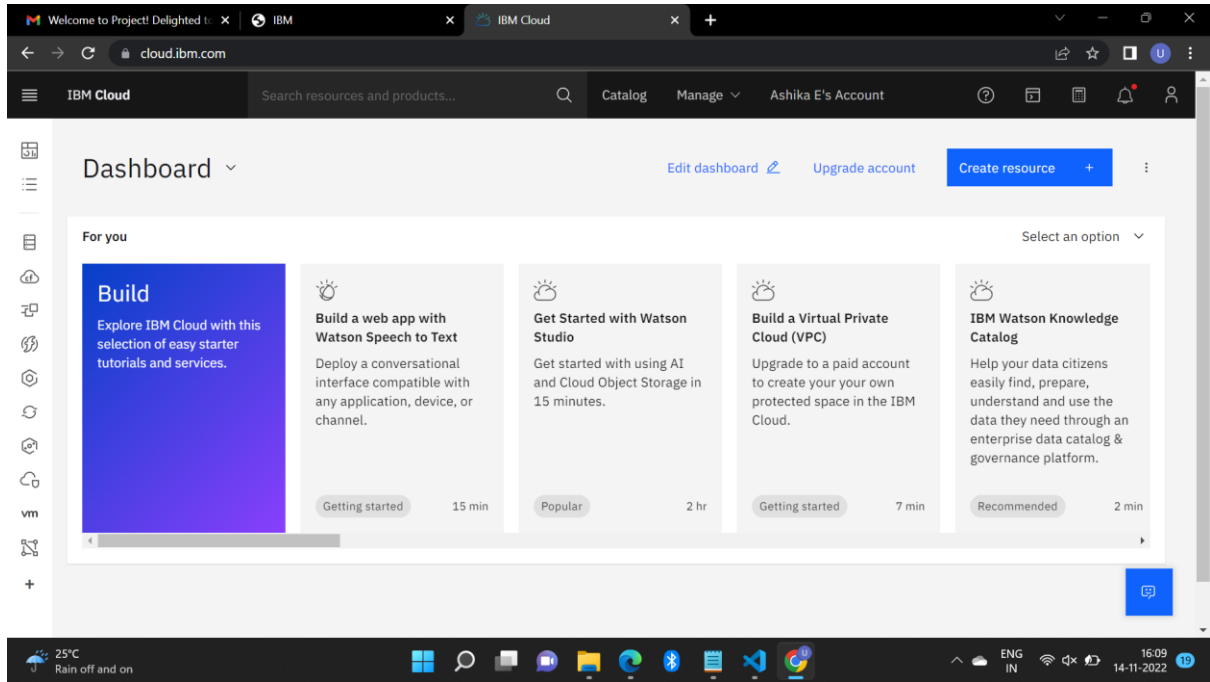 Welcome to Project! Delighted to
IBM
IBM Cloud
cloud.ibm.com
U
IBM Cloud
Search resources and products...
Catalog
Manage
Ashika E's Account
Dashboard
Edit dashboard
Upgrade account
Create resource +
For you
Select an option
Build
Explore IBM Cloud with this
selection of easy starter
tutorials and services.
Build a web app with
Watson Speech to Text
Deploy a conversational
interface compatible with
any application, device, or
channel.
Getting started
15 min
Get Started with Watson
Studio
Get started with using AI
and Cloud Object Storage in
15 minutes.
Popular
2 hr
Build a Virtual Private
Cloud (VPC)
Upgrade to a paid account
to create your your own
protected space in the IBM
Cloud.
Getting started
7 min
IBM Watson Knowledge
Catalog
Help your data citizens
easily find, prepare,
understand and use the
data they need through an
enterprise data catalog &
governance platform.
Recommended
2 min
vm
25°C
Rain off and on
ENG
IN
16:09
14-11-2022
19